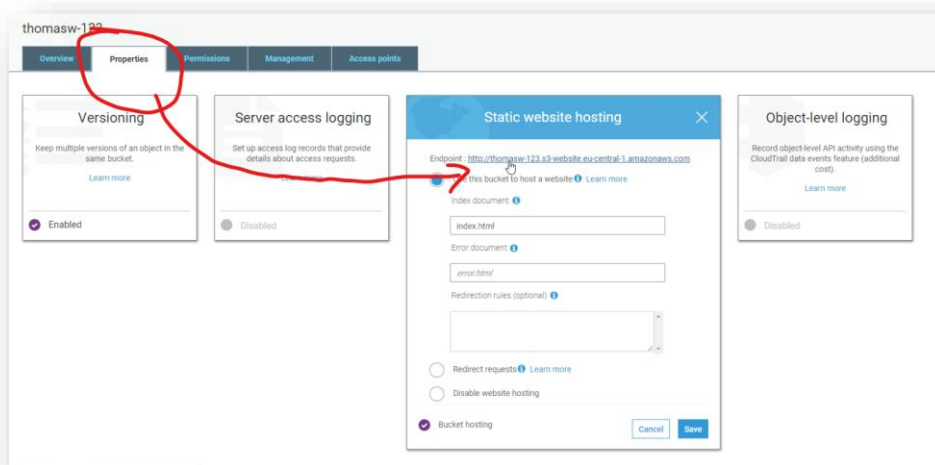 thomasw-123
Overview Properties Permissions Management Access points
Versioning
Keep multiple versions of an object in the
same bucket.
Learn more
Enabled
Server access logging
Set up access log records that provide
details about access requests.
Learn more
Disabled
Static website hosting
Endpoint : http://thomasw-123.s3-website.eu-central-1.amazonaws.com
Use this bucket to host a website Learn more
Index document
index.html
Error document
error.html
Redirection rules (optional)
Redirect requests Learn more
Disable website hosting
Bucket hosting
Cancel Save
Object-level logging
Record object-level API activity using the
CloudTrail data events feature (additional
cost).
Learn more
Disabled